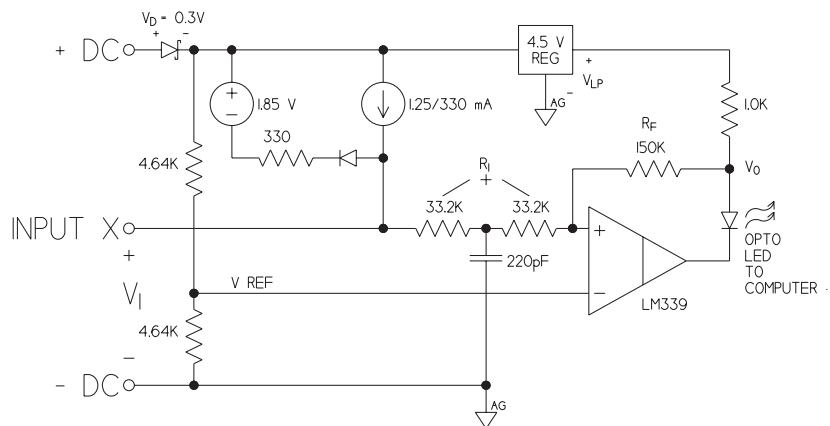 V_D = 0.3V
+ -
+ DC
4.5 V
REG
+
V_LP
-
AG
1.85 V
+
-
1.25/330 mA
1.0K
330
4.64K
R_I
+
R_F
150K
V_O
33.2K
33.2K
INPUT X
+
V_I
-
220pF
+
-
V REF
LM339
OPTO
LED
TO
COMPUTER
4.64K
- DC
AG